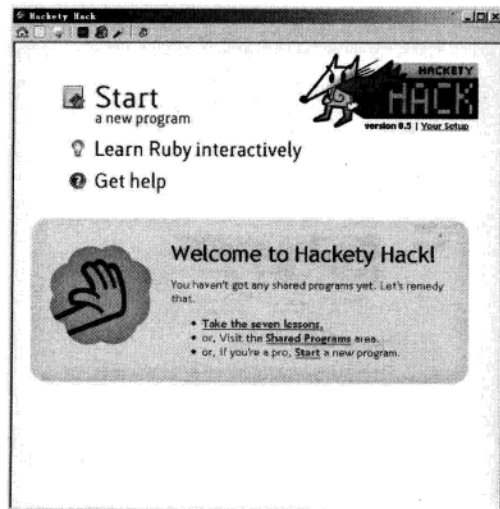 Hackety Hack
Start
a new program
HACKETY
HACK
version 0.5 | Your Setup
Learn Ruby interactively
Get help
Welcome to Hackety Hack!
You haven't got any shared programs yet. Let's remedy
that.
• Take the seven lessons,
• or, Visit the Shared Programs area.
• or, If you're a pro, Start a new program.